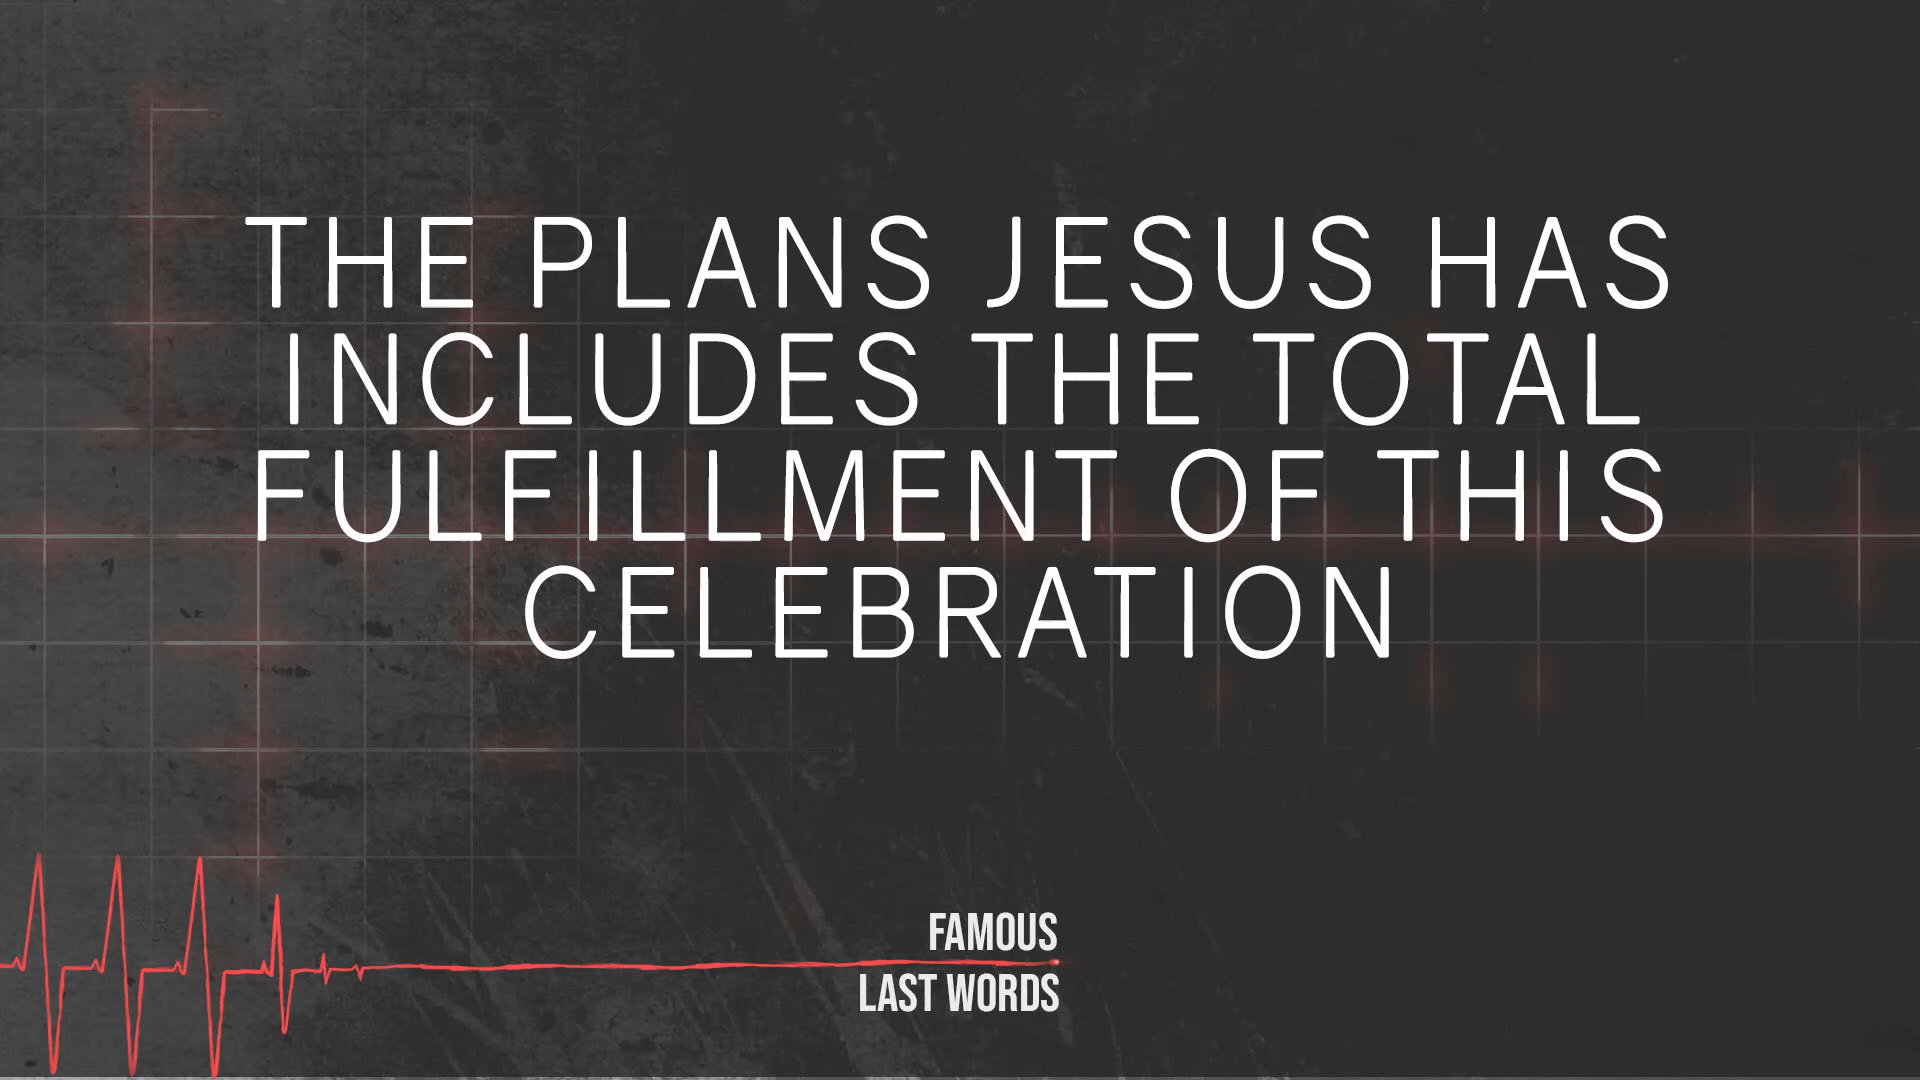 THE PLANS JESUS HAS
INCLUDES THE TOTAL
FULFILLMENT OF THIS
CELEBRATION
FAMOUS
LAST WORDS